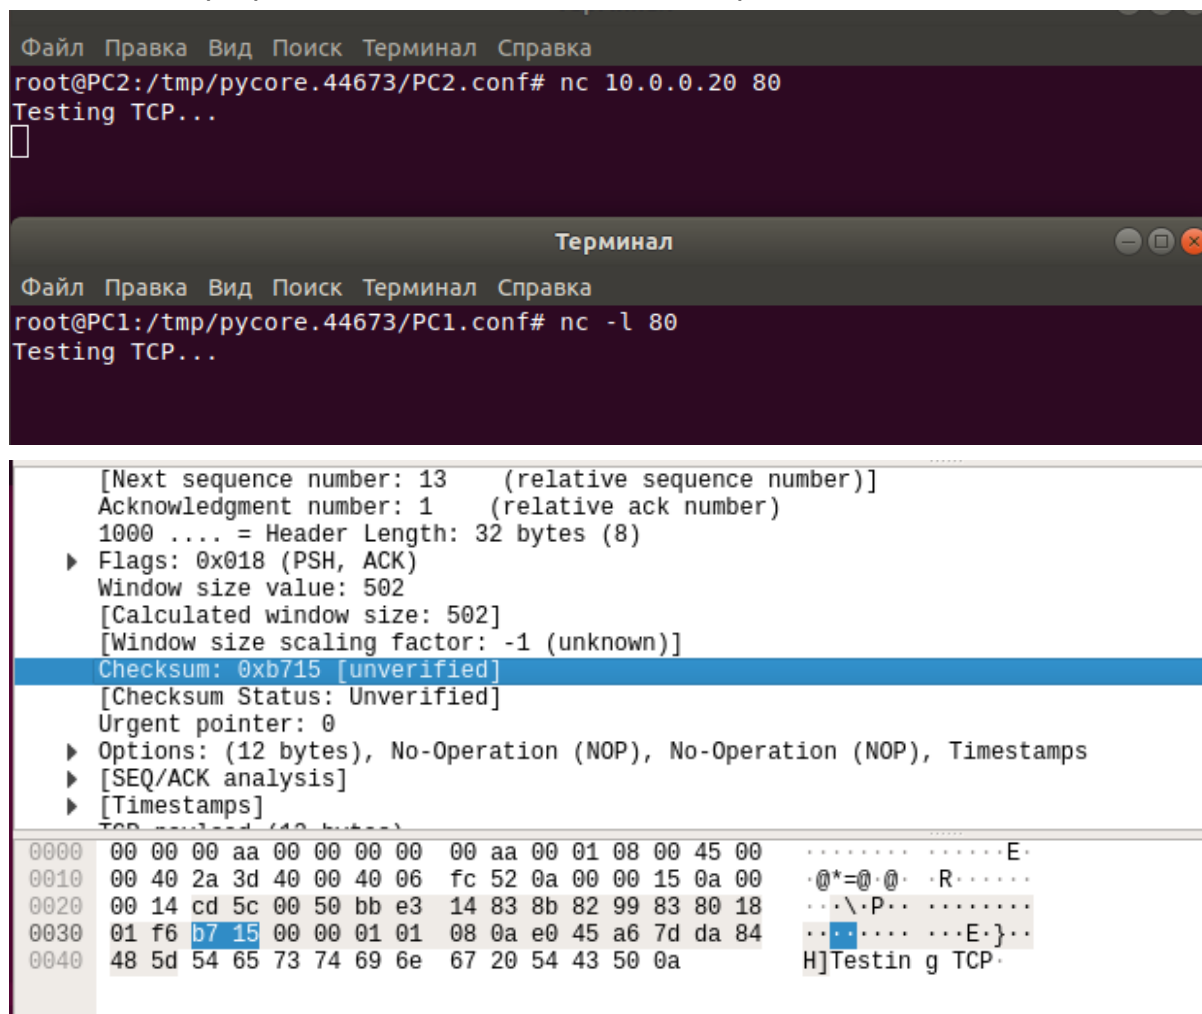 Файл Правка Вид Поиск Терминал Справка
root@PC2:/tmp/pycore.44673/PC2.conf# nc 10.0.0.20 80
Testing TCP...
Терминал
Файл Правка Вид Поиск Терминал Справка
root@PC1:/tmp/pycore.44673/PC1.conf# nc -l 80
Testing TCP...
[Next sequence number: 13    (relative sequence number)]
Acknowledgment number: 1    (relative ack number)
1000 .... = Header Length: 32 bytes (8)
Flags: 0x018 (PSH, ACK)
Window size value: 502
[Calculated window size: 502]
[Window size scaling factor: -1 (unknown)]
Checksum: 0xb715 [unverified]
[Checksum Status: Unverified]
Urgent pointer: 0
Options: (12 bytes), No-Operation (NOP), No-Operation (NOP), Timestamps
[SEQ/ACK analysis]
[Timestamps]
0000 00 00 00 aa 00 00 00 00 00 aa 00 01 08 00 45 00 ········ ······E·
0010 00 40 2a 3d 40 00 40 06 fc 52 0a 00 00 15 0a 00 ·@*=@·@· ·R······
0020 00 14 cd 5c 00 50 bb e3 14 83 8b 82 99 83 80 18 ···\·P·· ········
0030 01 f6 b7 15 00 00 01 01 08 0a e0 45 a6 7d da 84 ········ ···E·}··
0040 48 5d 54 65 73 74 69 6e 67 20 54 43 50 0a H]Testin g TCP·